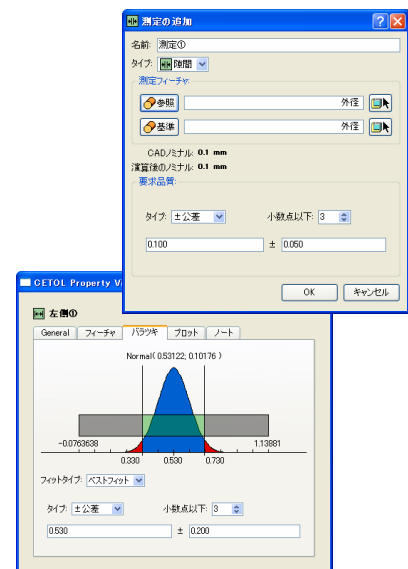 測定の追加
名前: 測定①
タイプ: 隙間
測定フィーチャ:
参照 外径
基準 外径
CADノミナル: 0.1 mm
演算後のノミナル: 0.1 mm
要求品質:
タイプ: ±公差 小数点以下: 3
0.100 ± 0.050
OK キャンセル
CETOL Property V
左側①
General フィーチャ バラツキ プロット ノート
Normal( 0.53122; 0.10176 )
-0.0763638 1.13881
0.330 0.530 0.730
フィットタイプ: ベストフィット
タイプ: ±公差 小数点以下: 3
0.530 ± 0.200